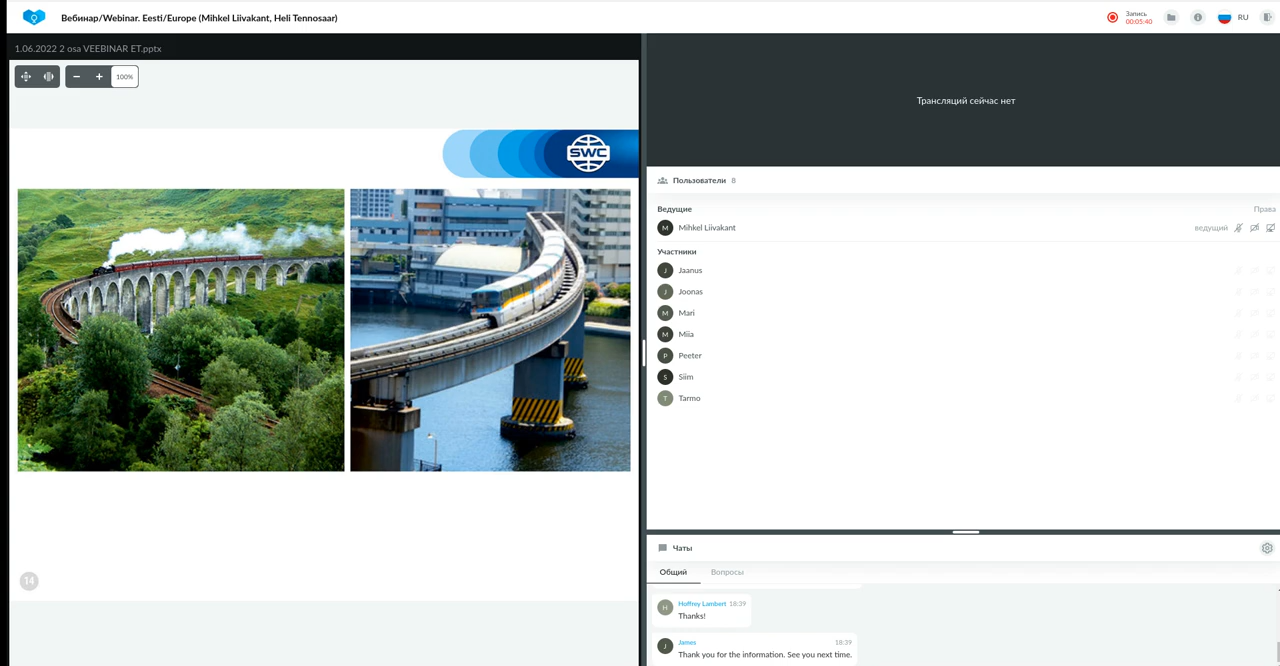 Вебинар/Webinar. Eesti/Europe (Mihkel Liivakant, Heli Tennosaar)
Запись
00:05:40
RU
1.06.2022 2 osa VEEBINAR ET.pptx
100%
SWC
14
Трансляций сейчас нет
Пользователи 8
Ведущие Права
M Mihkel Liivakant ведущий
Участники
J Jaanus
J Joonas
M Mari
M Miia
P Peeter
S Siim
T Tarmo
Чаты
Общий Вопросы
H Hoffrey Lambert 18:39
Thanks!
J James 18:39
Thank you for the information. See you next time.